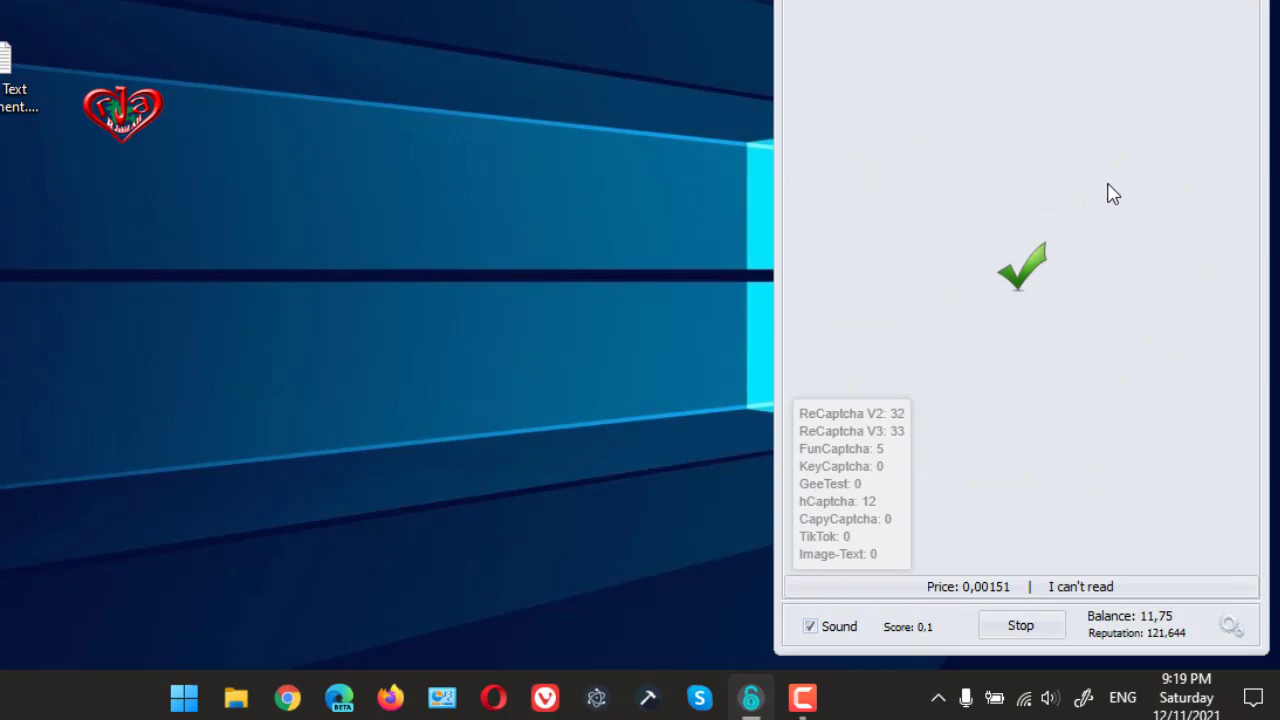 Text
ment....
rja
ReCaptcha V2: 32
ReCaptcha V3: 33
FunCaptcha: 5
KeyCaptcha: 0
GeeTest: 0
hCaptcha: 12
CapyCaptcha: 0
TikTok: 0
Image-Text: 0
Price: 0,00151 | I can't read
Sound
Score: 0,1
Stop
Balance: 11,75
Reputation: 121,644
BETA
ENG
9:19 PM
Saturday
12/11/2021